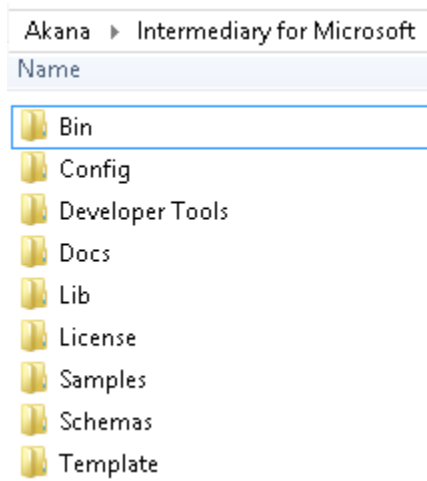 Akana Intermediary for Microsoft
Name
Bin
Config
Developer Tools
Docs
Lib
License
Samples
Schemas
Template